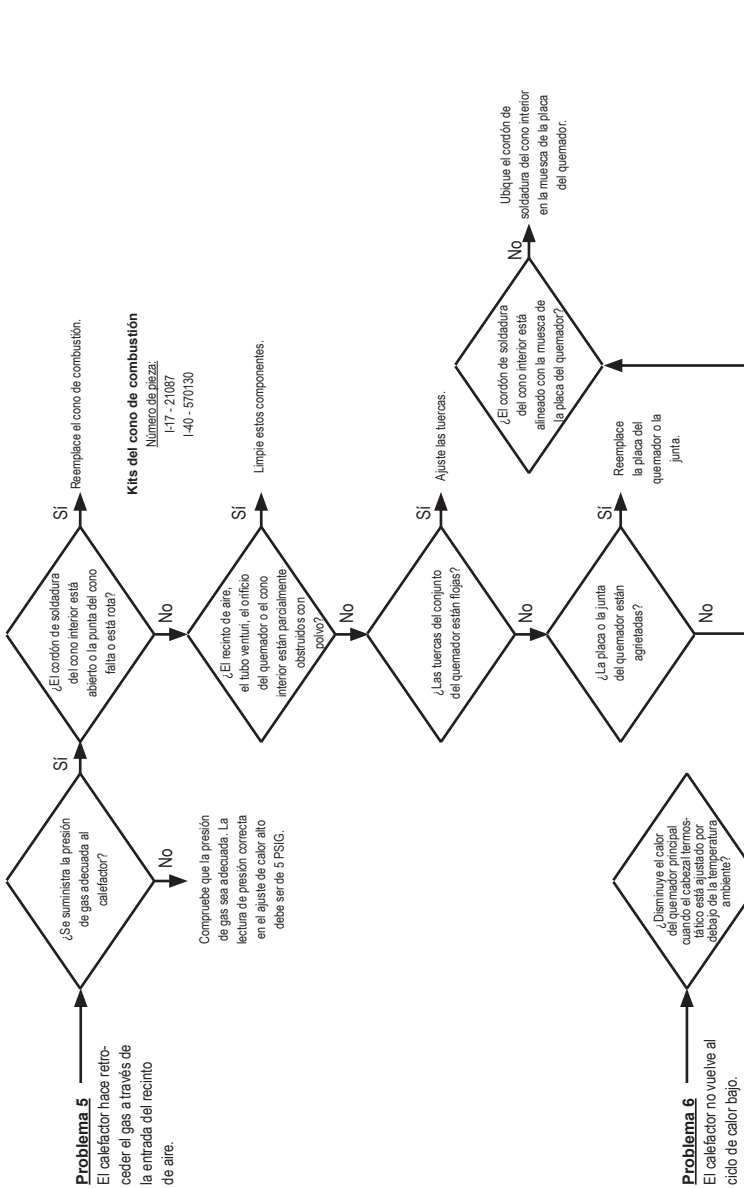 Problema 5
El calefactor hace retro-
ceder el gas a través de
la entrada del recinto
de aire.
¿Se suministra la presión
de gas adecuada al
calefactor?
Sí
No
Compruebe que la presión
de gas sea adecuada. La
lectura de presión correcta
en el ajuste de calor alto
debe ser de 5 PSIG.
¿El cordón de soldadura
del cono interior está
abierto o la punta del cono
falta o está rota?
Sí
Reemplace el cono de combustión.
Kits del cono de combustión
Número de pieza:
I-17 - 21087
I-40 - 570130
No
¿El recinto de aire,
el tubo venturi, el orificio
del quemador o el cono
interior están parcialmente
obstruidos con
polvo?
Sí
Limpie estos componentes.
No
¿Las tuercas del conjunto
del quemador están flojas?
Sí
Ajuste las tuercas.
No
¿La placa o la junta
del quemador están
agrietadas?
Sí
Reemplace
la placa del
quemador o la
junta.
No
¿El cordón de soldadura
del cono interior está
alineado con la muesca de
la placa del quemador?
No
Ubique el cordón de
soldadura del cono interior
en la muesca de la placa
del quemador.
Problema 6
El calefactor no vuelve al
ciclo de calor bajo.
¿Disminuye el calor
del quemador principal
cuando el cabezal termos-
tático está ajustado por
debajo de la temperatura
ambiente?